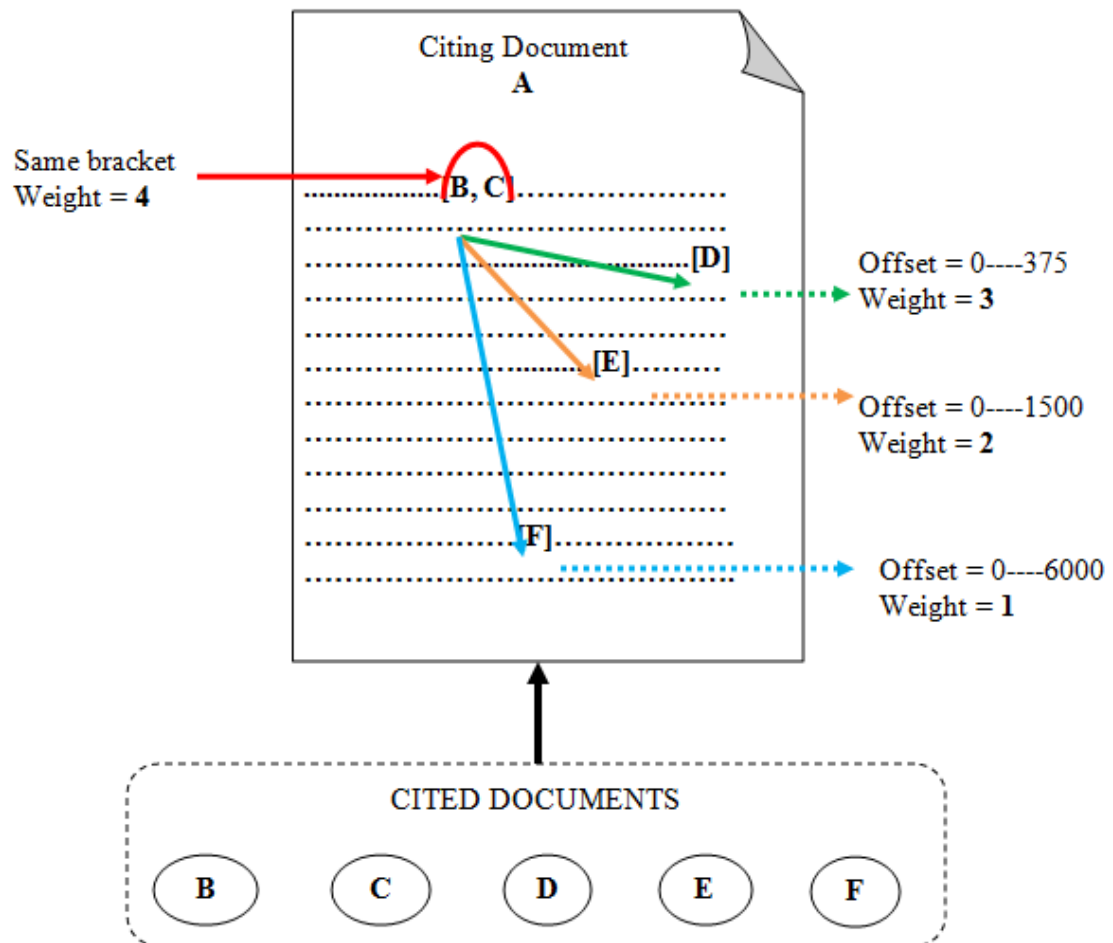 Citing Document
A
Same bracket
Weight = 4
....................[B, C]......................
..................................................
..............................................[D]
..................................................
..................................................
..................................[E].........
..................................................
..................................................
..................................................
..................................................
.........................[F].....................
..................................................
Offset = 0----375
Weight = 3
Offset = 0----1500
Weight = 2
Offset = 0----6000
Weight = 1
CITED DOCUMENTS
B C D E F